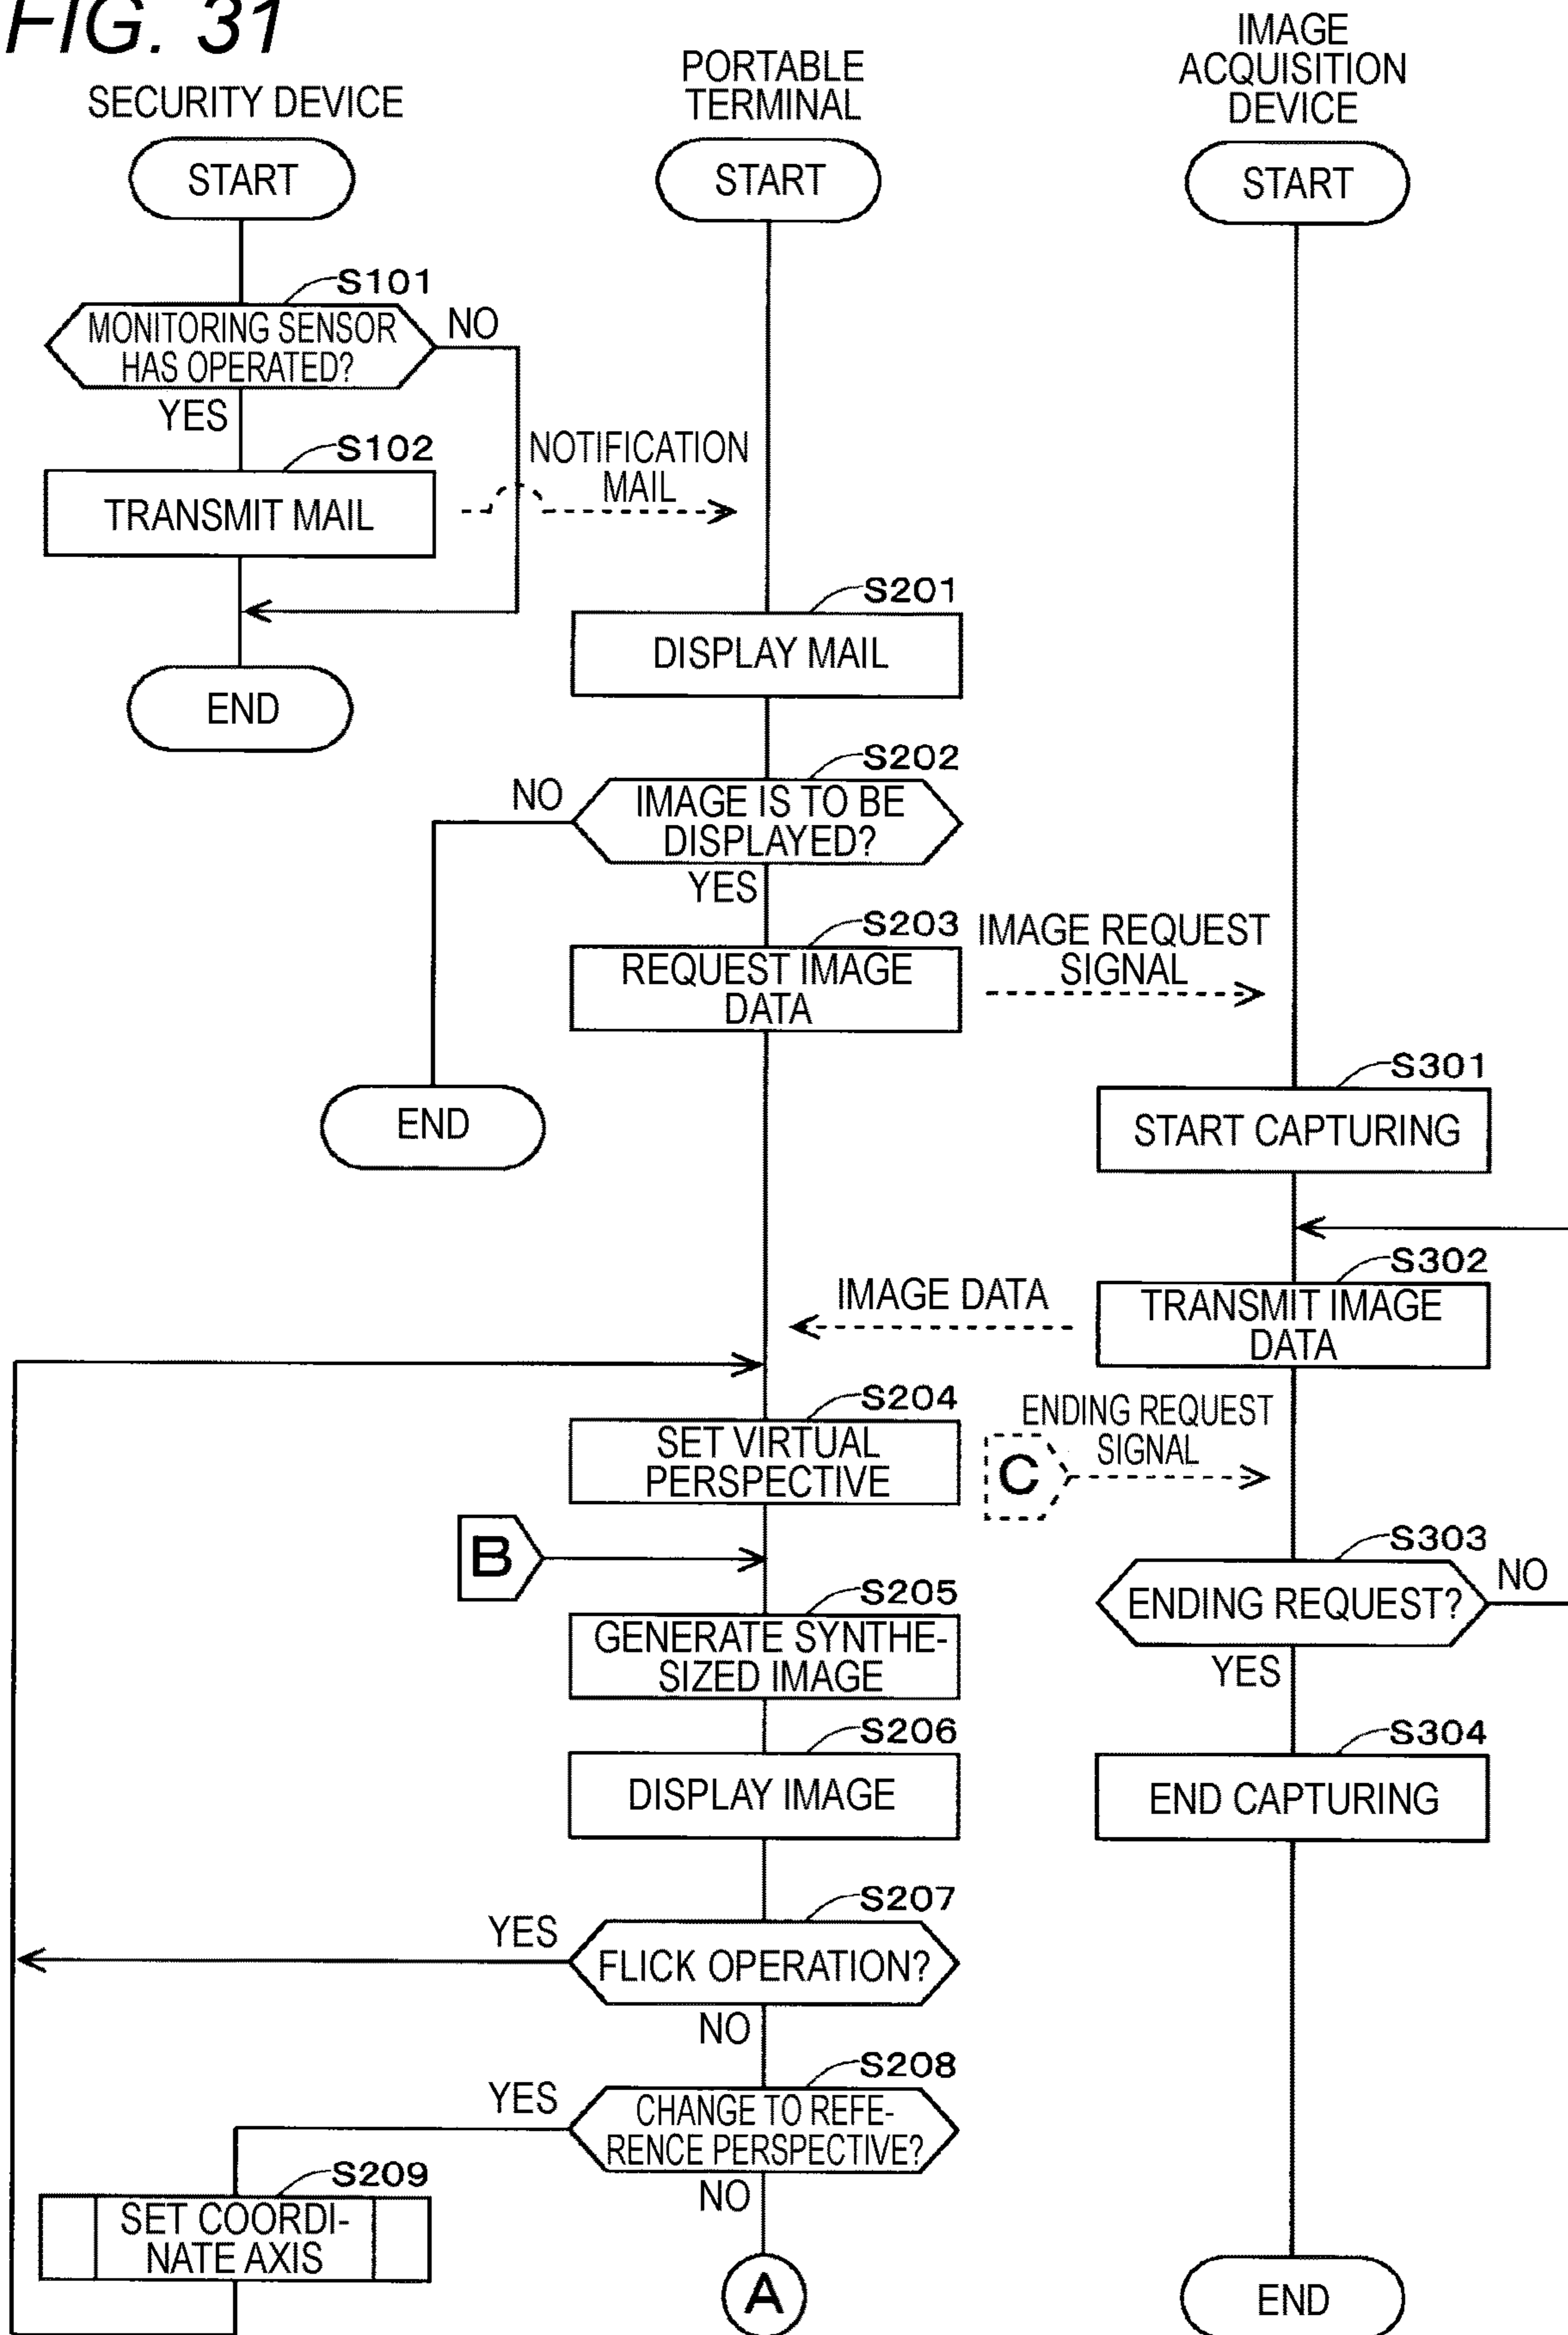 FIG. 31
SECURITY DEVICE
START
S101
MONITORING SENSOR
HAS OPERATED?
NO
YES
S102
TRANSMIT MAIL
NOTIFICATION
MAIL
END
PORTABLE
TERMINAL
START
S201
DISPLAY MAIL
S202
IMAGE IS TO BE
DISPLAYED?
NO
YES
END
S203
REQUEST IMAGE
DATA
IMAGE REQUEST
SIGNAL
IMAGE DATA
S204
SET VIRTUAL
PERSPECTIVE
B
S205
GENERATE SYNTHE-
SIZED IMAGE
S206
DISPLAY IMAGE
S207
FLICK OPERATION?
YES
NO
S208
CHANGE TO REFE-
RENCE PERSPECTIVE?
YES
NO
S209
SET COORDI-
NATE AXIS
A
IMAGE
ACQUISITION
DEVICE
START
S301
START CAPTURING
S302
TRANSMIT IMAGE
DATA
ENDING REQUEST
SIGNAL
C
S303
ENDING REQUEST?
NO
YES
S304
END CAPTURING
END